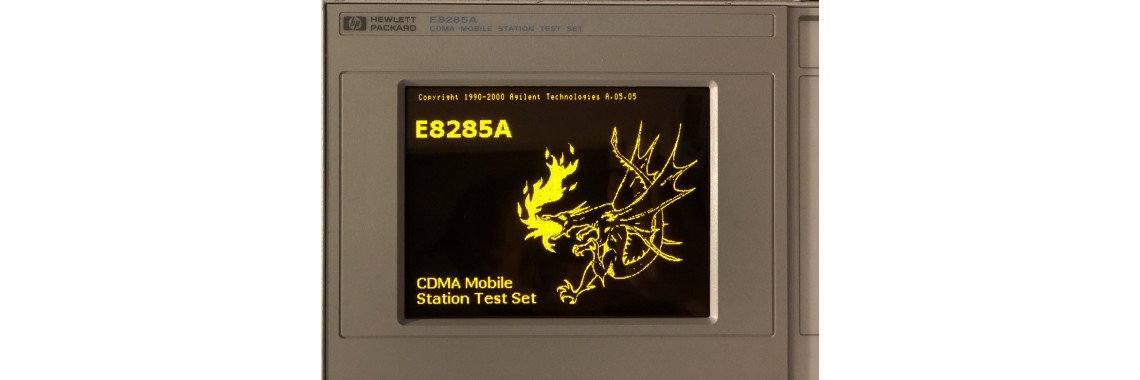 hp HEWLETT
PACKARD
E8285A
CDMA MOBILE STATION TEST SET
Copyright 1990-2000 Agilent Technologies A.05.05
E8285A
CDMA Mobile
Station Test Set